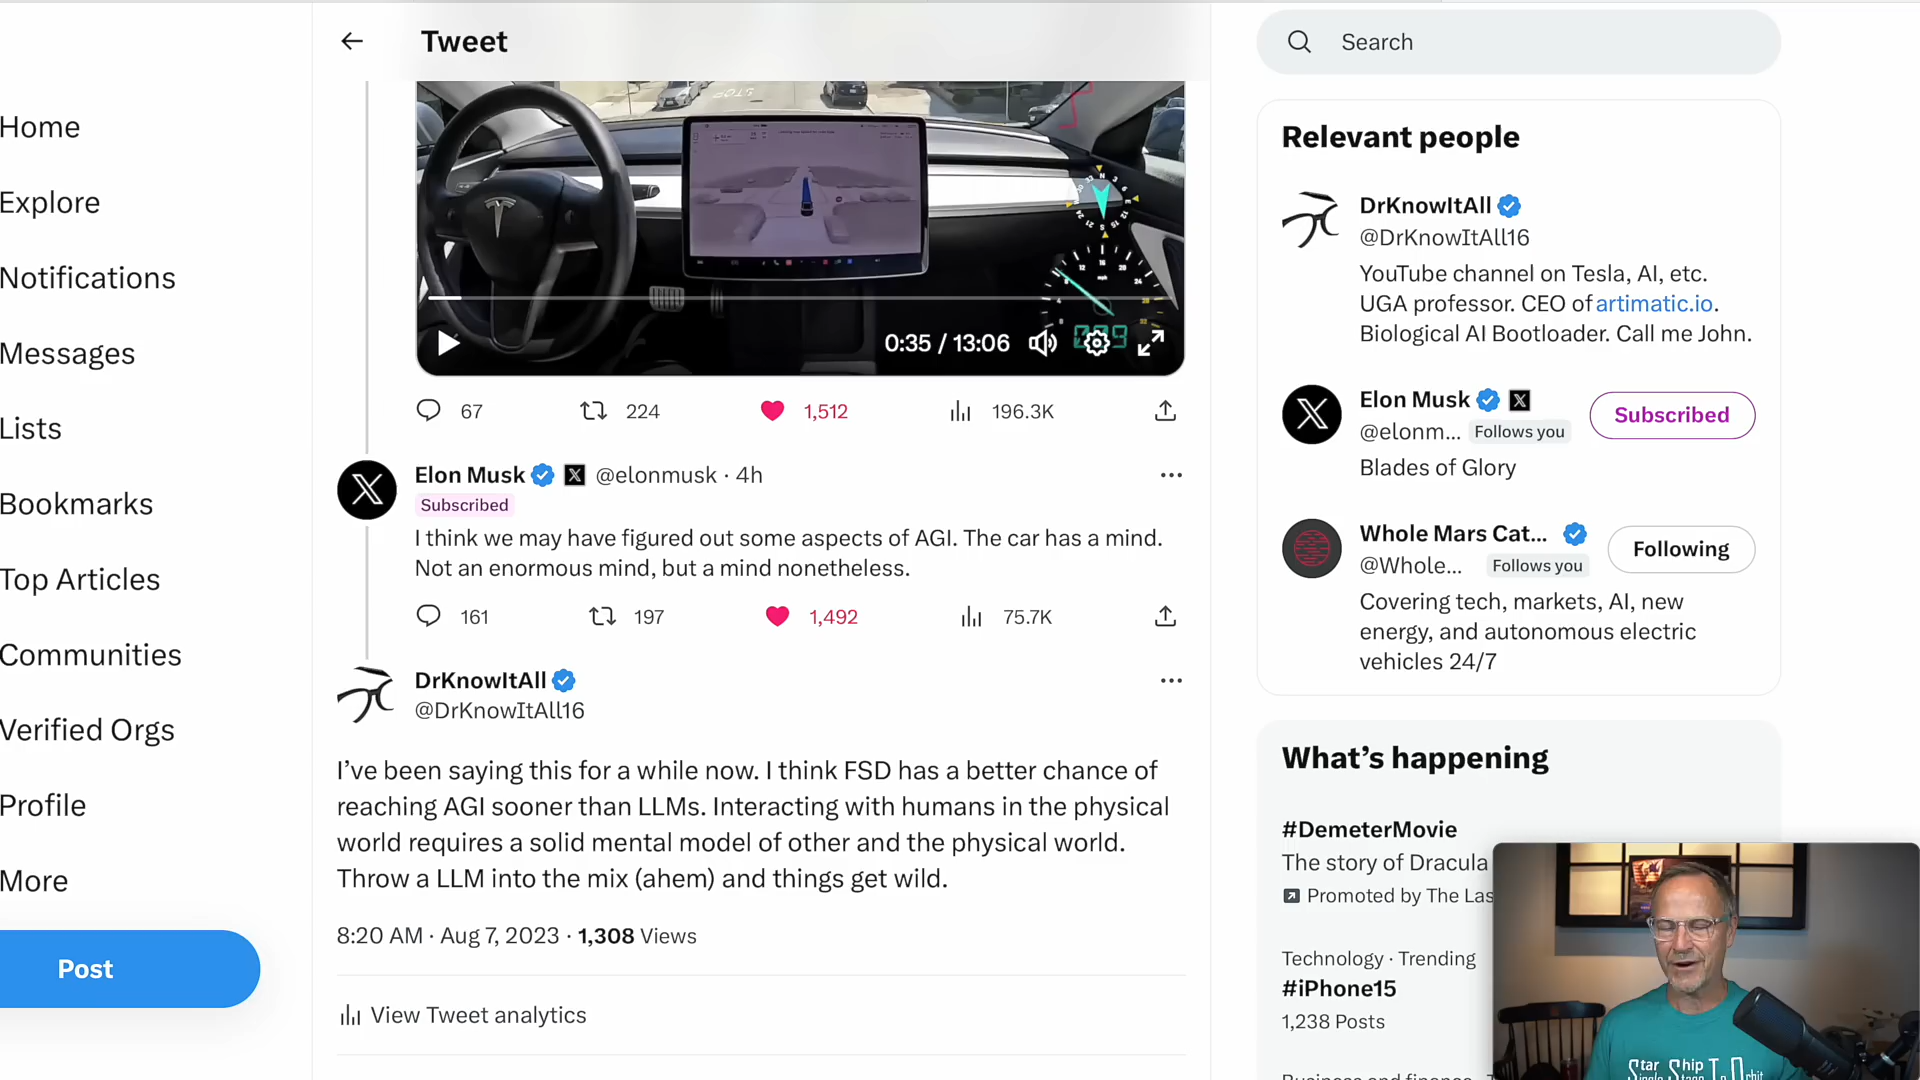 Tweet
Search
Home
Explore
Notifications
Messages
Lists
Bookmarks
Top Articles
Communities
Verified Orgs
Profile
More
Post
0:35 / 13:06
67
224
1,512
196.3K
Elon Musk @elonmusk · 4h
Subscribed
I think we may have figured out some aspects of AGI. The car has a mind.
Not an enormous mind, but a mind nonetheless.
161
197
1,492
75.7K
DrKnowItAll
@DrKnowItAll16
I’ve been saying this for a while now. I think FSD has a better chance of
reaching AGI sooner than LLMs. Interacting with humans in the physical
world requires a solid mental model of other and the physical world.
Throw a LLM into the mix (ahem) and things get wild.
8:20 AM · Aug 7, 2023 · 1,308 Views
View Tweet analytics
Relevant people
DrKnowItAll
@DrKnowItAll16
YouTube channel on Tesla, AI, etc.
UGA professor. CEO of artimatic.io.
Biological AI Bootloader. Call me John.
Elon Musk
@elonm... Follows you
Subscribed
Blades of Glory
Whole Mars Cat...
@Whole... Follows you
Following
Covering tech, markets, AI, new
energy, and autonomous electric
vehicles 24/7
What’s happening
#DemeterMovie
The story of Dracula
Promoted by The Las
Technology · Trending
#iPhone15
1,238 Posts
Star Ship